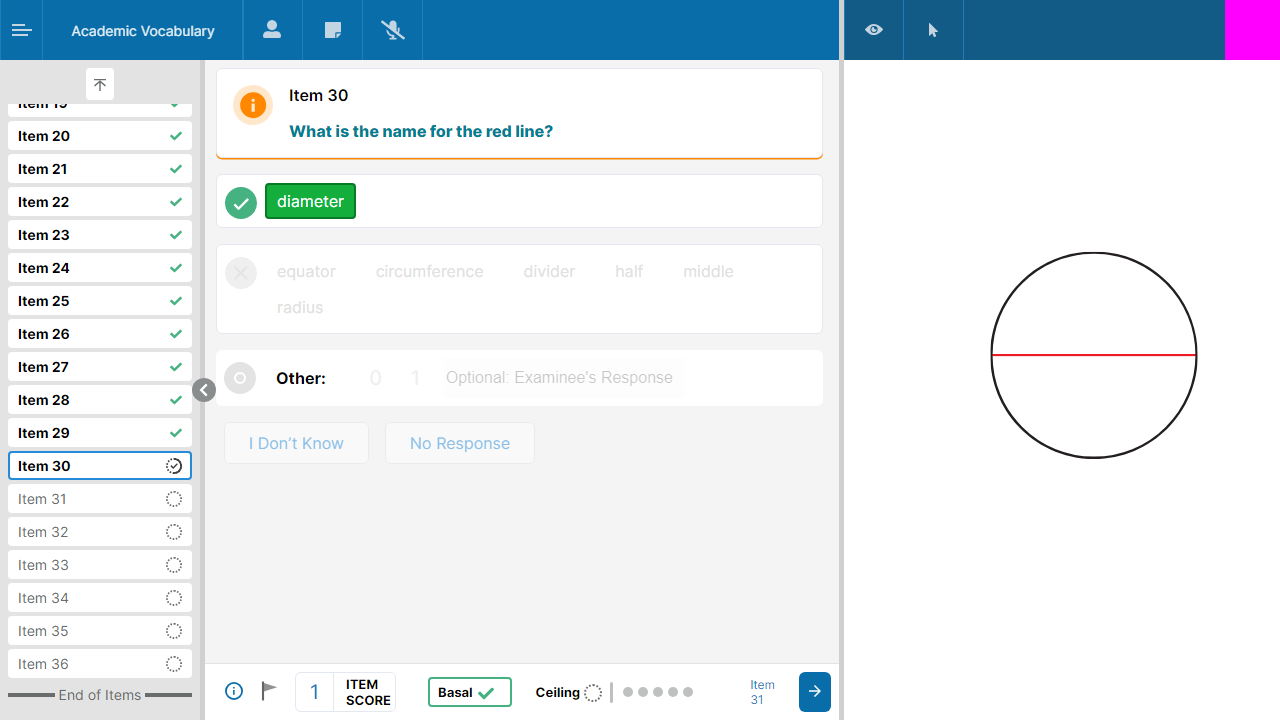 Academic Vocabulary
Item 19
Item 20
Item 21
Item 22
Item 23
Item 24
Item 25
Item 26
Item 27
Item 28
Item 29
Item 30
Item 31
Item 32
Item 33
Item 34
Item 35
Item 36
End of Items
Item 30
What is the name for the red line?
diameter
equator circumference divider half middle
radius
Other: 0 1 Optional: Examinee's Response
I Don't Know No Response
1 ITEM SCORE
Basal
Ceiling
Item 31